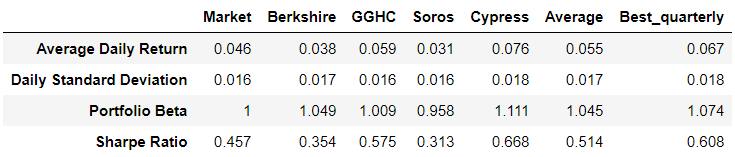 Market Berkshire GGHC Soros Cypress Average Best_quarterly
Average Daily Return 0.046 0.038 0.059 0.031 0.076 0.055 0.067
Daily Standard Deviation 0.016 0.017 0.016 0.016 0.018 0.017 0.018
Portfolio Beta 1 1.049 1.009 0.958 1.111 1.045 1.074
Sharpe Ratio 0.457 0.354 0.575 0.313 0.668 0.514 0.608